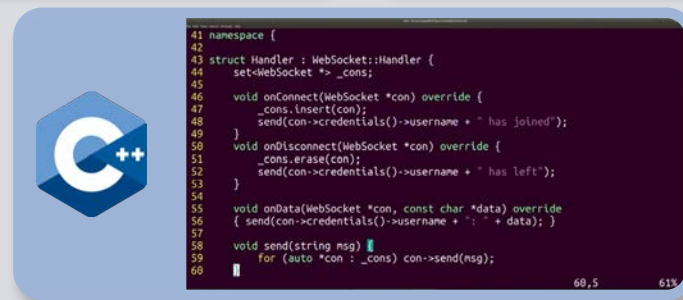 C++
41 namespace {
42
43 struct Handler : WebSocket::Handler {
44     set<WebSocket *> _cons;
45
46     void onConnect(WebSocket *con) override {
47         _cons.insert(con);
48         send(con->credentials()->username + " has joined");
49     }
50     void onDisconnect(WebSocket *con) override {
51         _cons.erase(con);
52         send(con->credentials()->username + " has left");
53     }
54
55     void onData(WebSocket *con, const char *data) override
56     { send(con->credentials()->username + ": " + data); }
57
58     void send(string msg) {
59         for (auto *con : _cons) con->send(msg);
60     }
60,5 61%